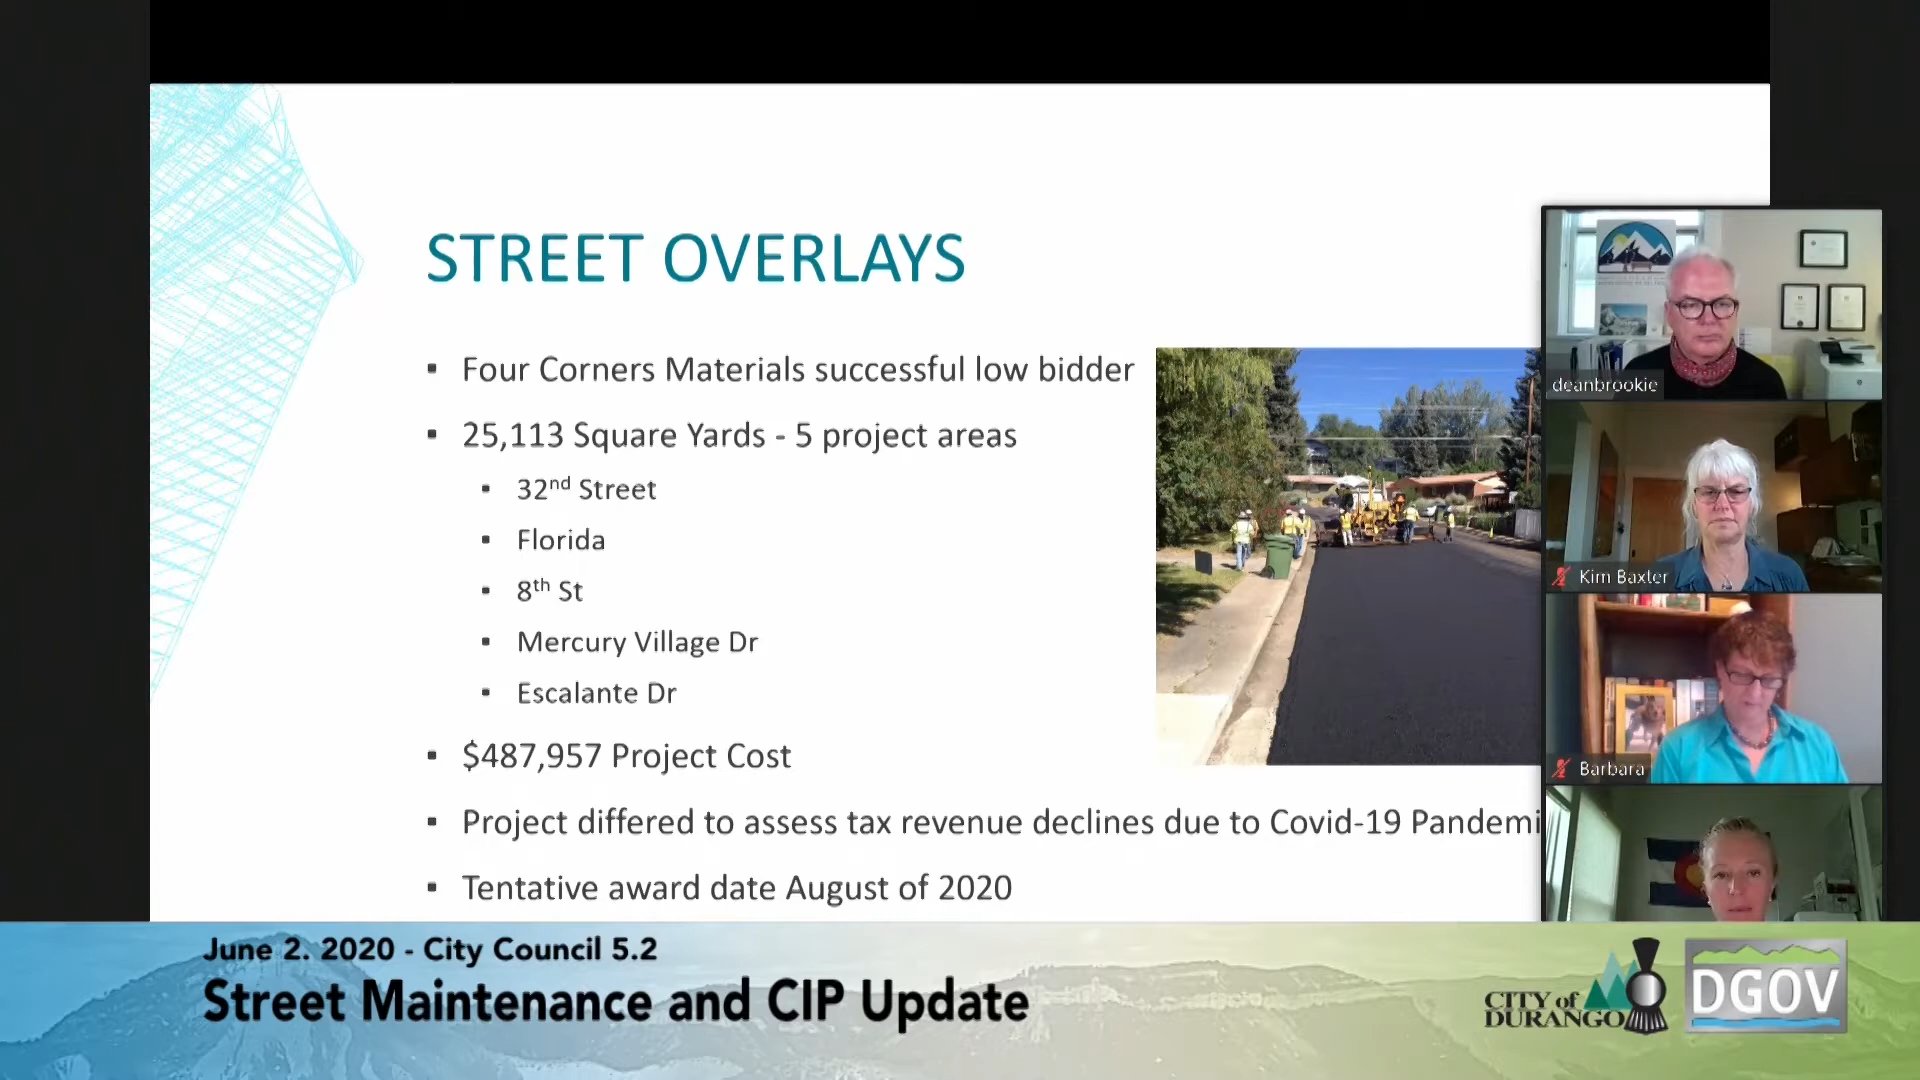 STREET OVERLAYS
▪ Four Corners Materials successful low bidder
▪ 25,113 Square Yards - 5 project areas
▪ 32nd Street
▪ Florida
▪ 8th St
▪ Mercury Village Dr
▪ Escalante Dr
▪ $487,957 Project Cost
▪ Project differed to assess tax revenue declines due to Covid-19 Pandemi
▪ Tentative award date August of 2020
deanbrookie
Kim Baxter
Barbara
June 2. 2020 - City Council 5.2
Street Maintenance and CIP Update
CITY of
DURANGO
DGOV